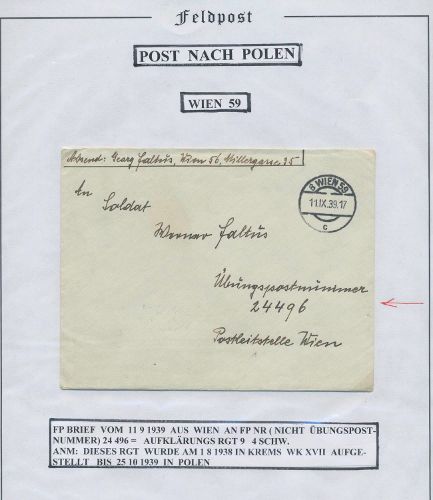 Feldpost
POST NACH POLEN
WIEN 59
Absend: Georg Faltus, Wien 56, Millergasse 35
8 WIEN 56
11.IX.39.17
c
An
Soldat
Werner Faltus
Übungspostnummer
24496
Postleitstelle Wien
FP BRIEF VOM 11 9 1939 AUS WIEN AN FP NR ( NICHT ÜBUNGSPOST-
NUMMER) 24 496 = AUFKLÄRUNGS RGT 9 4 SCHW.
ANM: DIESES RGT WURDE AM 1 8 1938 IN KREMS WK XVII AUFGE-
STELLT BIS 25 10 1939 IN POLEN